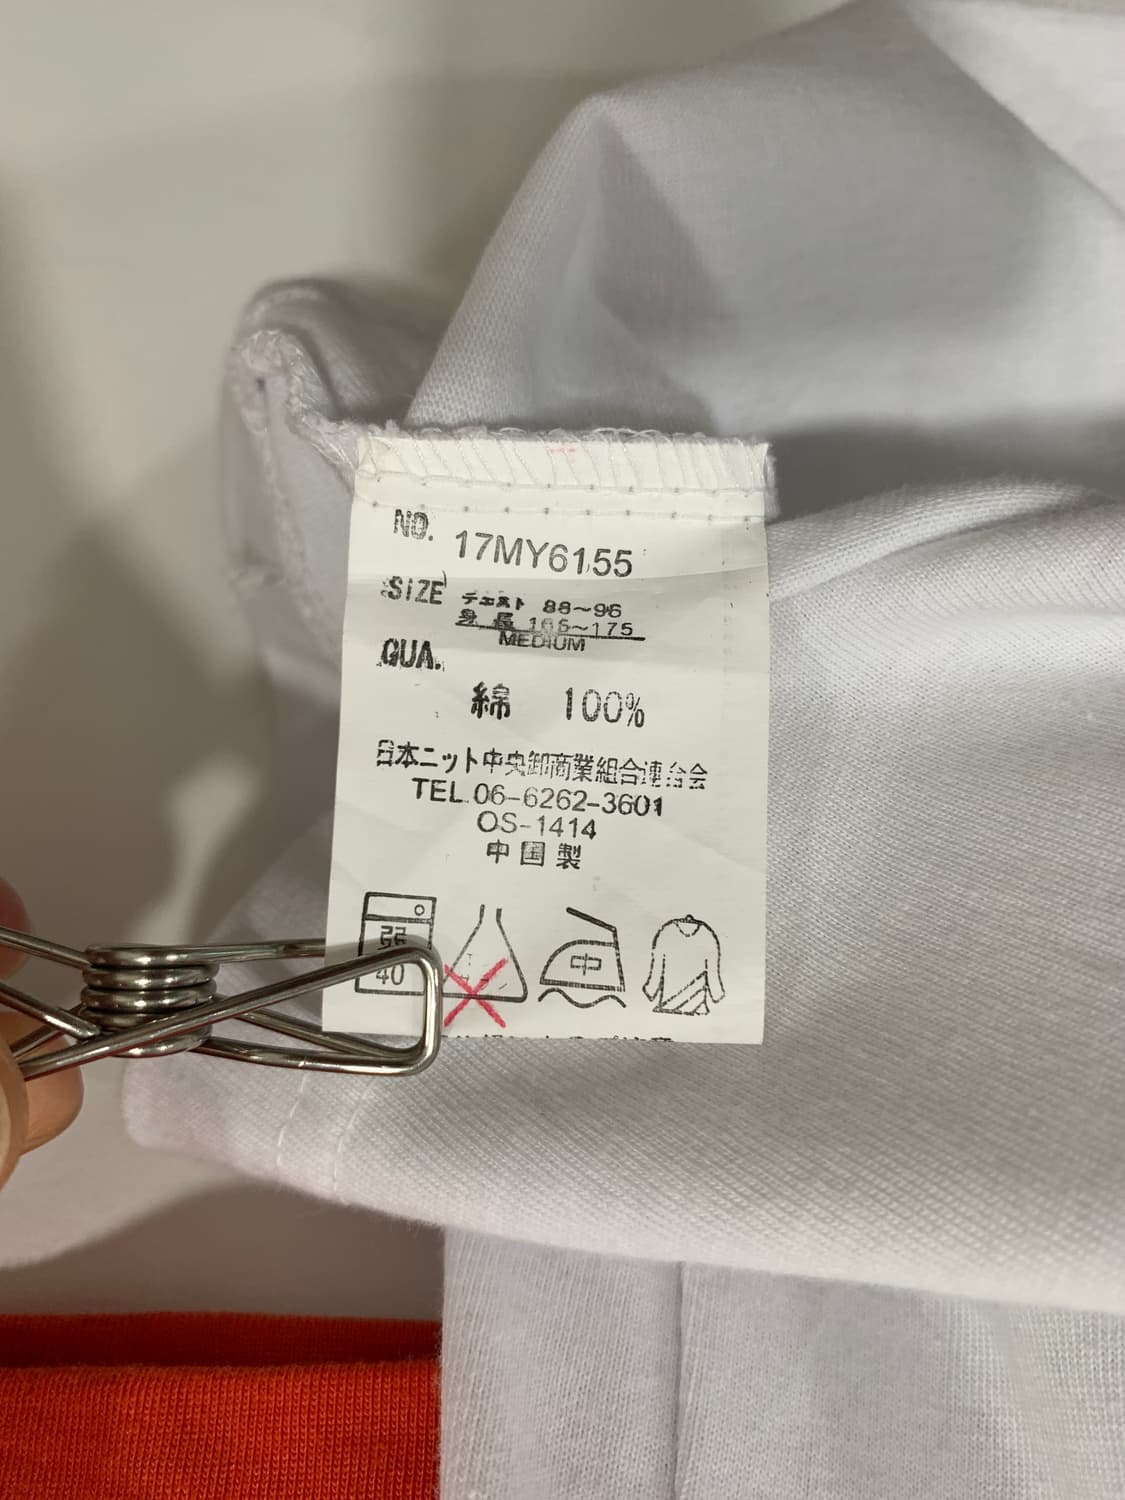 NO. 17MY6155
SIZE チェスト 88~96
身長 165~175
MEDIUM
QUA.
綿 100%
日本ニット中央卸商業組合連合会
TEL.06-6262-3601
OS-1414
中国製
弱
40
中